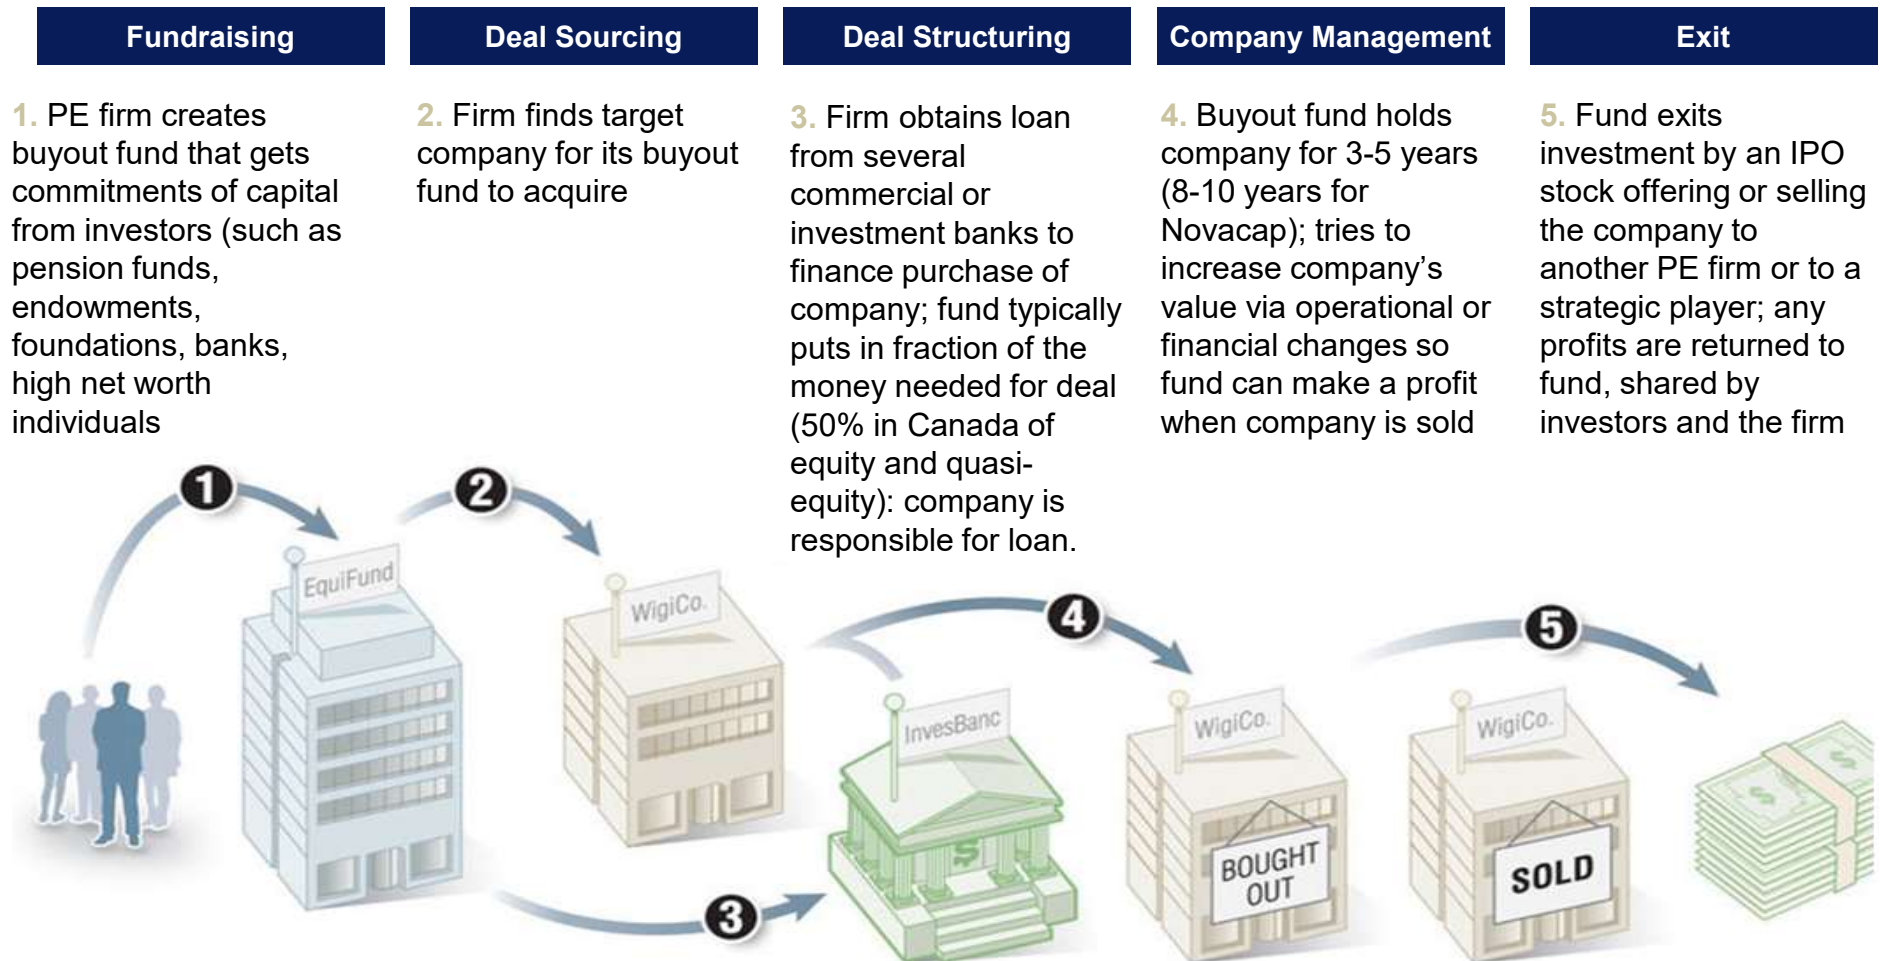 Fundraising
Deal Sourcing
Deal Structuring
Company Management
Exit
1. PE firm creates
buyout fund that gets
commitments of capital
from investors (such as
pension funds,
endowments,
foundations, banks,
high net worth
individuals
2. Firm finds target
company for its buyout
fund to acquire
3. Firm obtains loan
from several
commercial or
investment banks to
finance purchase of
company; fund typically
puts in fraction of the
money needed for deal
(50% in Canada of
equity and quasi-
equity): company is
responsible for loan.
4. Buyout fund holds
company for 3-5 years
(8-10 years for
Novacap); tries to
increase company’s
value via operational or
financial changes so
fund can make a profit
when company is sold
5. Fund exits
investment by an IPO
stock offering or selling
the company to
another PE firm or to a
strategic player; any
profits are returned to
fund, shared by
investors and the firm
1
2
3
4
5
EquiFund
WigiCo.
InvesBanc
$
WigiCo.
BOUGHT
OUT
WigiCo.
SOLD
$
$